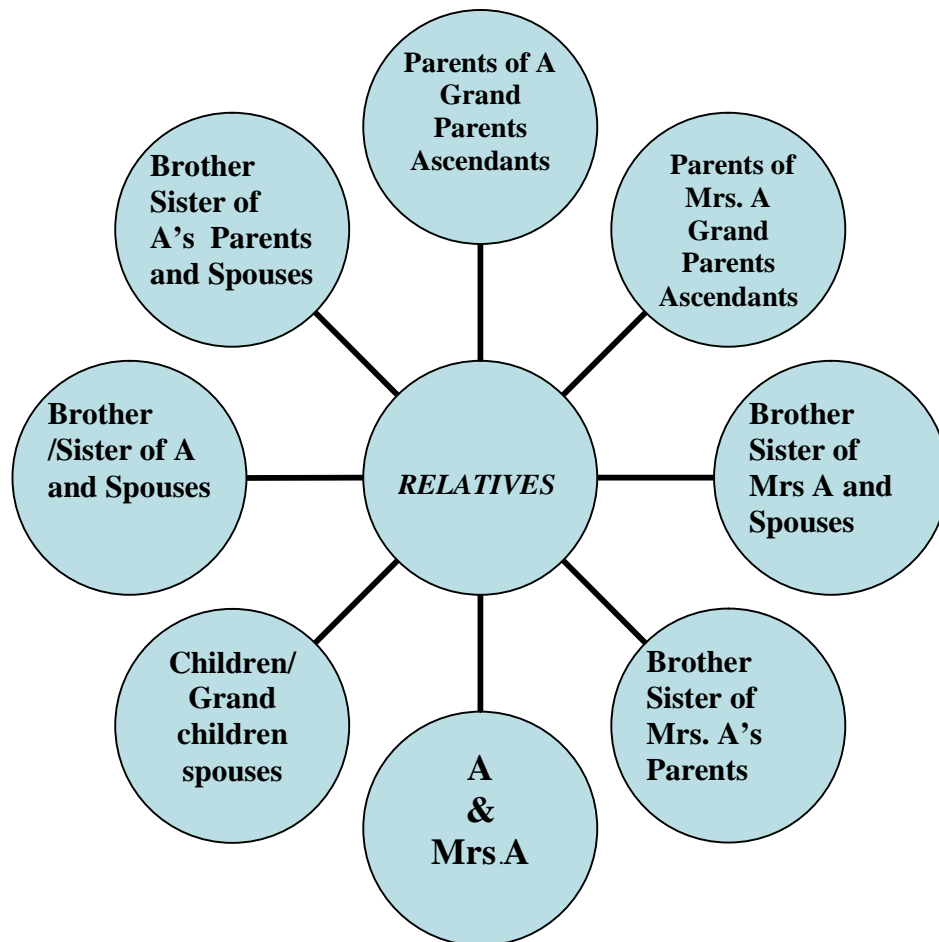 Parents of A
Grand
Parents
Ascendants
Parents of
Mrs. A
Grand
Parents
Ascendants
Brother
Sister of
Mrs A and
Spouses
Brother
Sister of
Mrs. A's
Parents
A
&
Mrs.A
Children/
Grand
children
spouses
Brother
/Sister of A
and Spouses
Brother
Sister of
A's Parents
and Spouses
RELATIVES